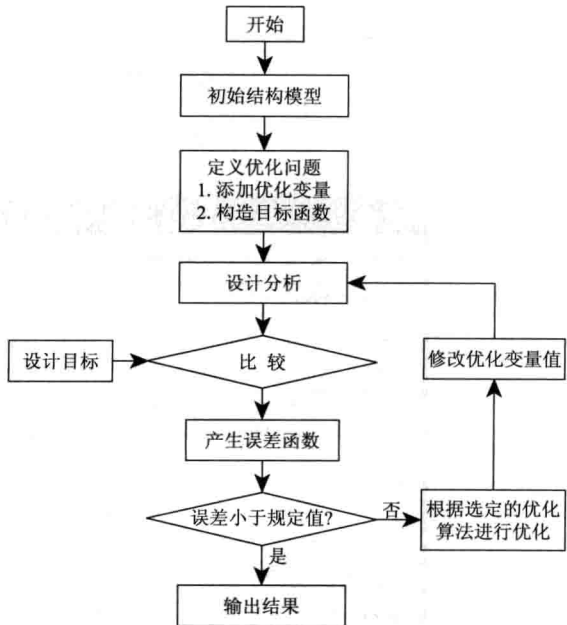 开始
初始结构模型
定义优化问题
1. 添加优化变量
2. 构造目标函数
设计分析
设计目标
比 较
修改优化变量值
产生误差函数
误差小于规定值?
否
根据选定的优化
算法进行优化
是
输出结果